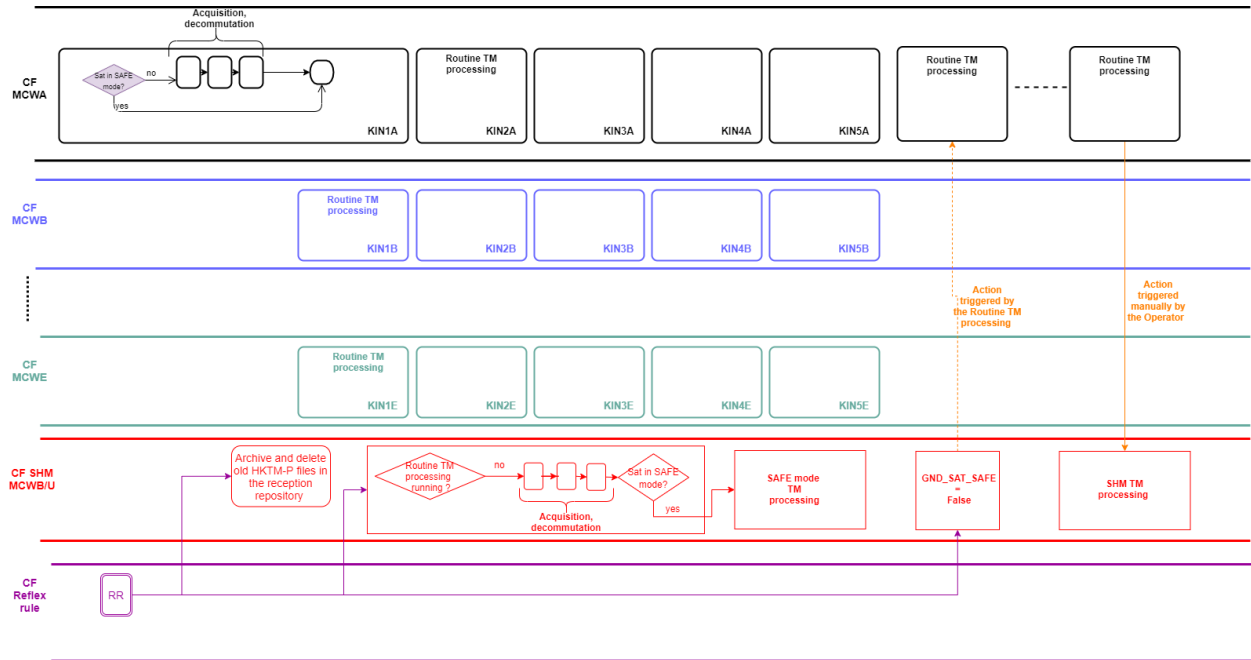 Acquisition,
decommutation
CF
MCWA
Sat in SAFE
mode?
no
yes
KIN1A
Routine TM
processing
KIN2A
KIN3A
KIN4A
KIN5A
Routine TM
processing
Routine TM
processing
CF
MCWB
Routine TM
processing
KIN1B
KIN2B
KIN3B
KIN4B
KIN5B
Action
triggered by
the Routine TM
processing
Action
triggered
manually by
the Operator
CF
MCWE
Routine TM
processing
KIN1E
KIN2E
KIN3E
KIN4E
KIN5E
CF SHM
MCWB/U
Archive and delete
old HKTM-P files in
the reception
repository
Routine TM
processing
running ?
no
Acquisition,
decommutation
Sat in SAFE
mode?
yes
SAFE mode
TM
processing
GND_SAT_SAFE
=
False
SHM TM
processing
CF
Reflex
rule
RR